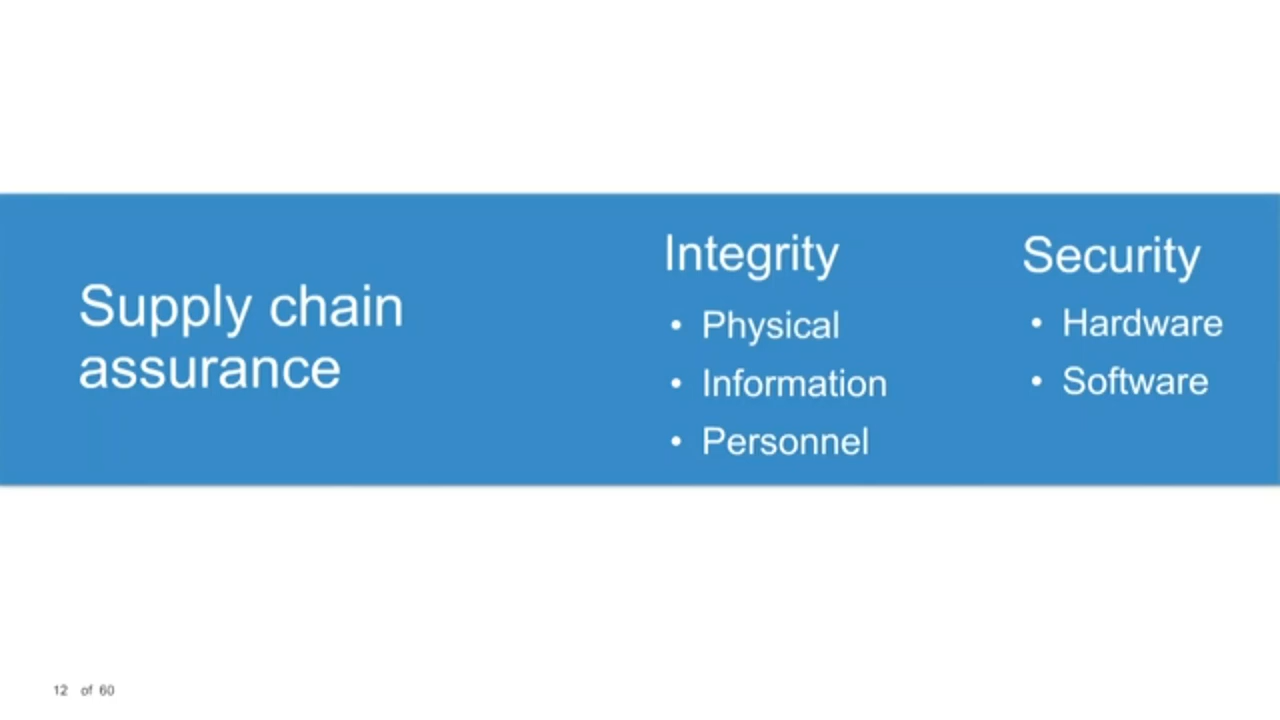 Supply chain
assurance
Integrity
• Physical
• Information
• Personnel
Security
• Hardware
• Software
12 of 60